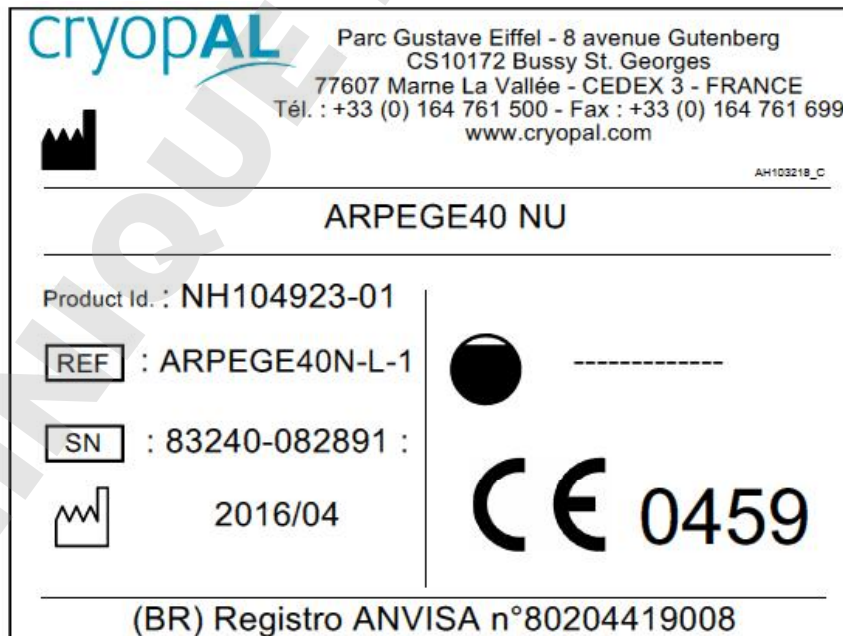 cryopAL
Parc Gustave Eiffel - 8 avenue Gutenberg
CS10172 Bussy St. Georges
77607 Marne La Vallée - CEDEX 3 - FRANCE
Tél. : +33 (0) 164 761 500 - Fax : +33 (0) 164 761 699
www.cryopal.com
AH103218_C
ARPEGE40 NU
Product Id. : NH104923-01
REF : ARPEGE40N-L-1
-------------
SN : 83240-082891 :
2016/04
CE 0459
(BR) Registro ANVISA n°80204419008
NIQUE